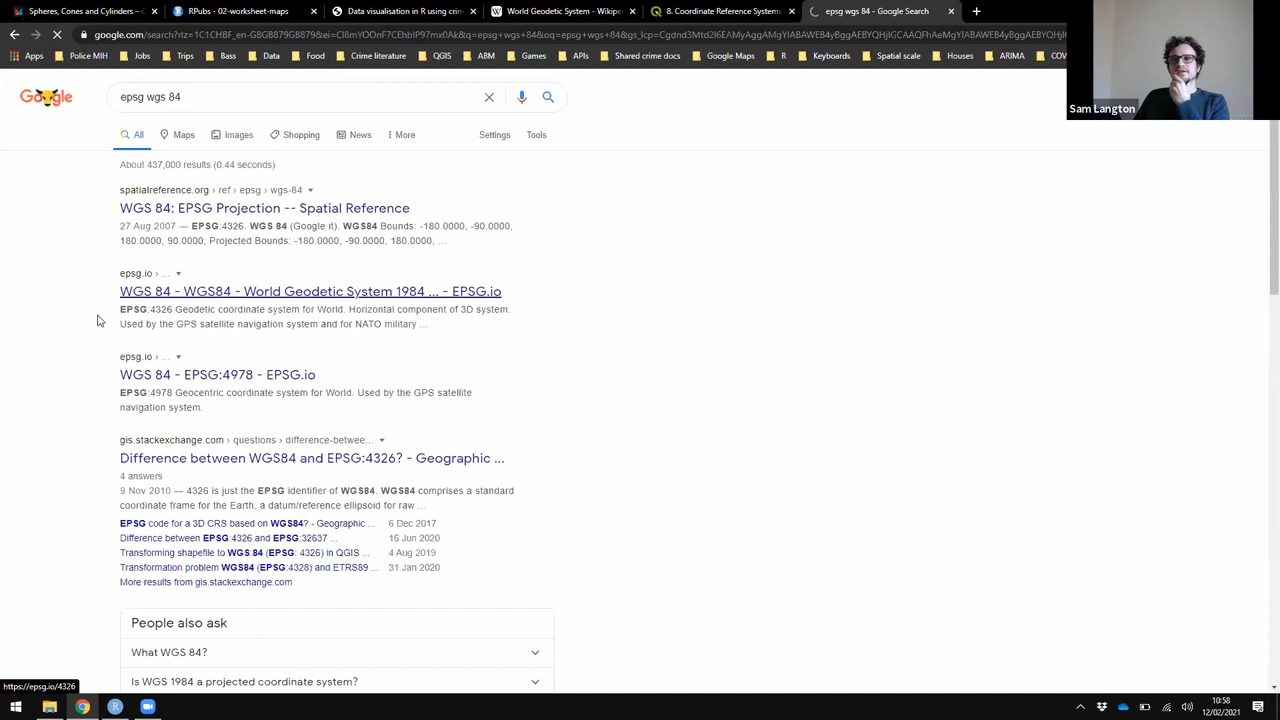 Spheres, Cones and Cylinders –
RPubs - 02-worksheet-maps
Data visualisation in R using crim
World Geodetic System - Wikipe
8. Coordinate Reference Systems
epsg wgs 84 - Google Search
google.com/search?rlz=1C1CHBF_en-GBGB879GB879&ei=
Apps
Police MIH
Jobs
Trips
Bass
Data
Food
Crime literature
QGIS
ABM
Games
APIs
Shared crime docs
Google Maps
R
Keyboards
Spatial scale
Houses
ARIMA
COV
Sam Langton
epsg wgs 84
All
Maps
Images
Shopping
News
More
Settings
Tools
About 437,000 results (0.44 seconds)
spatialreference.org › ref › epsg › wgs-84
WGS 84: EPSG Projection -- Spatial Reference
27 Aug 2007 — EPSG:4326. WGS 84 (Google it). WGS84 Bounds: -180.0000, -90.0000,
180.0000, 90.0000; Projected Bounds: -180.0000, -90.0000, 180.0000, ...
epsg.io › ...
WGS 84 - WGS84 - World Geodetic System 1984 ... - EPSG.io
EPSG:4326 Geodetic coordinate system for World. Horizontal component of 3D system.
Used by the GPS satellite navigation system and for NATO military ...
epsg.io › ...
WGS 84 - EPSG:4978 - EPSG.io
EPSG:4978 Geocentric coordinate system for World. Used by the GPS satellite
navigation system.
gis.stackexchange.com › questions › difference-betwee...
Difference between WGS84 and EPSG:4326? - Geographic ...
4 answers
9 Nov 2010 — 4326 is just the EPSG identifier of WGS84. WGS84 comprises a standard
coordinate frame for the Earth, a datum/reference ellipsoid for raw ...
EPSG code for a 3D CRS based on WGS84? - Geographic ... 6 Dec 2017
Difference between EPSG:4326 and EPSG:32637 ... 16 Jun 2020
Transforming shapefile to WGS 84 (EPSG: 4326) in QGIS ... 4 Aug 2019
Transformation problem WGS84 (EPSG:4328) and ETRS89 ... 31 Jan 2020
More results from gis.stackexchange.com
People also ask
What WGS 84?
Is WGS 1984 a projected coordinate system?
https://epsg.io/4326
10:58
12/02/2021